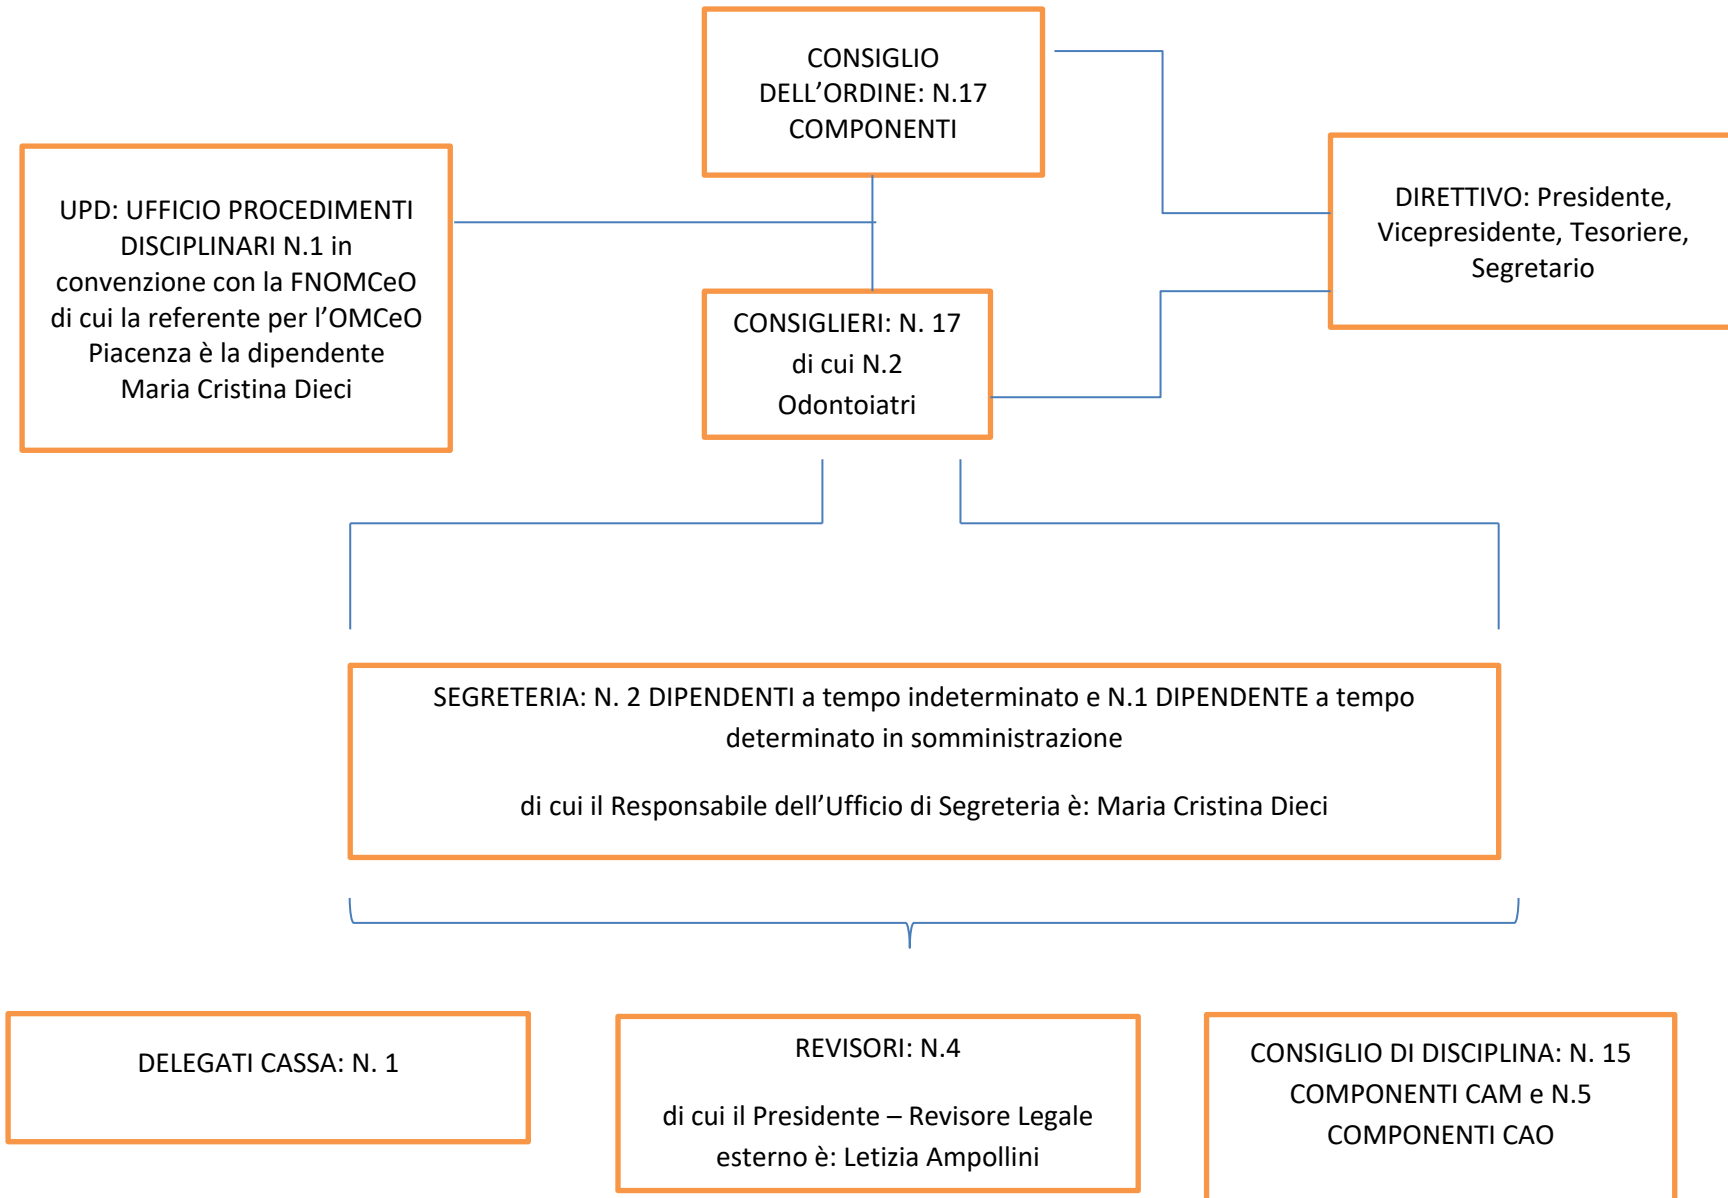 CONSIGLIO
DELL’ORDINE: N.17
COMPONENTI
UPD: UFFICIO PROCEDIMENTI
DISCIPLINARI N.1 in
convenzione con la FNOMCeO
di cui la referente per l’OMCeO
Piacenza è la dipendente
Maria Cristina Dieci
DIRETTIVO: Presidente,
Vicepresidente, Tesoriere,
Segretario
CONSIGLIERI: N. 17
di cui N.2
Odontoiatri
SEGRETERIA: N. 2 DIPENDENTI a tempo indeterminato e N.1 DIPENDENTE a tempo
determinato in somministrazione
di cui il Responsabile dell’Ufficio di Segreteria è: Maria Cristina Dieci
DELEGATI CASSA: N. 1
REVISORI: N.4
di cui il Presidente – Revisore Legale
esterno è: Letizia Ampollini
CONSIGLIO DI DISCIPLINA: N. 15
COMPONENTI CAM e N.5
COMPONENTI CAO